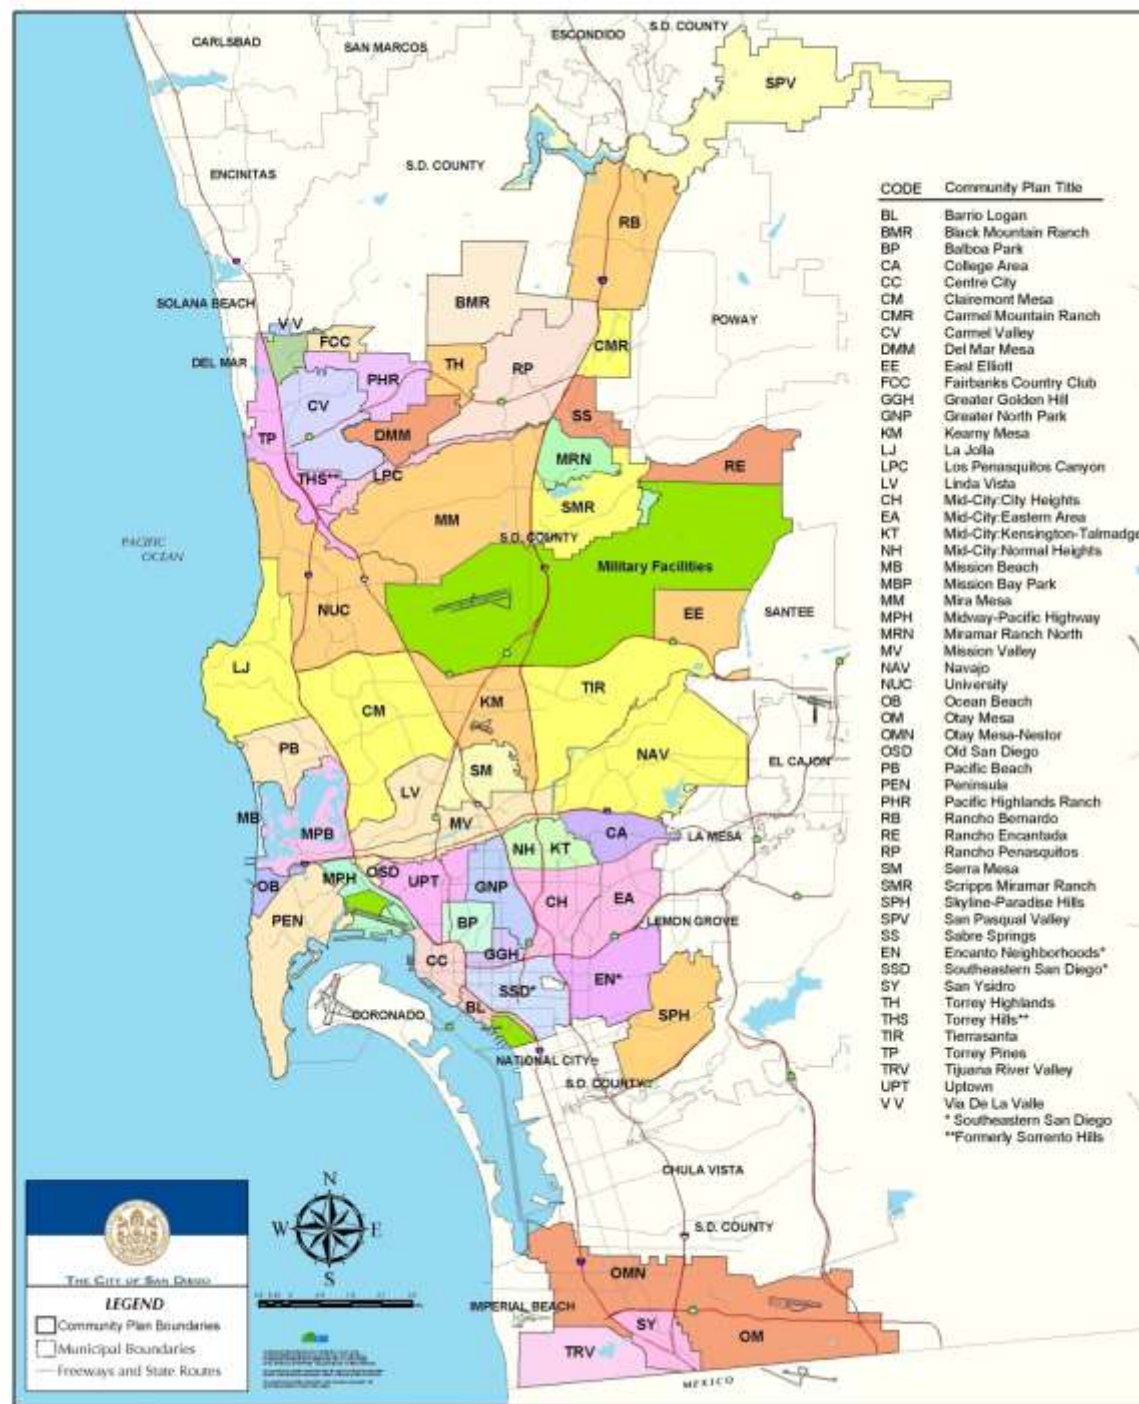 CARLSBAD
SAN MARCOS
ESCONDIDO
S.D. COUNTY
SPV
ENCINITAS
S.D. COUNTY
RB
SOLANA BEACH
BMR
POWAY
V V
FCC
DEL MAR
PHR
TH
RP
CMR
CV
TP
DMM
SS
THS**
LPC
MRN
RE
MM
SMR
S.D. COUNTY
PACIFIC
OCEAN
Military Facilities
NUC
EE
SANTEE
LJ
TIR
CM
KM
PB
NAV
SM
EL CAJON
LV
MB
MPB
MV
CA
LA MESA
NH
KT
OB
MPH
OSD
UPT
GNP
CH
EA
PEN
BP
LEMON GROVE
CC
GGH
SSD*
EN*
BL
CORONADO
SPH
NATIONAL CITY
S.D. COUNTY
CHULA VISTA
S.D. COUNTY
OMN
IMPERIAL BEACH
SY
OM
TRV
MEXICO
CODE Community Plan Title
BL Barrio Logan
BMR Black Mountain Ranch
BP Balboa Park
CA College Area
CC Centre City
CM Clairemont Mesa
CMR Carmel Mountain Ranch
CV Carmel Valley
DMM Del Mar Mesa
EE East Elliott
FCC Fairbanks Country Club
GGH Greater Golden Hill
GNP Greater North Park
KM Kearny Mesa
LJ La Jolla
LPC Los Penasquitos Canyon
LV Linda Vista
CH Mid-City:City Heights
EA Mid-City:Eastern Area
KT Mid-City:Kensington-Talmadge
NH Mid-City:Normal Heights
MB Mission Beach
MBP Mission Bay Park
MM Mira Mesa
MPH Midway-Pacific Highway
MRN Miramar Ranch North
MV Mission Valley
NAV Navajo
NUC University
OB Ocean Beach
OM Otay Mesa
OMN Otay Mesa-Nestor
OSD Old San Diego
PB Pacific Beach
PEN Peninsula
PHR Pacific Highlands Ranch
RB Rancho Bernardo
RE Rancho Encantada
RP Rancho Penasquitos
SM Serra Mesa
SMR Scripps Miramar Ranch
SPH Skyline-Paradise Hills
SPV San Pasqual Valley
SS Sabre Springs
EN Encanto Neighborhoods*
SSD Southeastern San Diego*
SY San Ysidro
TH Torrey Highlands
THS Torrey Hills**
TIR Tierrasanta
TP Torrey Pines
TRV Tijuana River Valley
UPT Uptown
V V Via De La Valle
* Southeastern San Diego
**Formerly Sorrento Hills
THE CITY OF SAN DIEGO
LEGEND
Community Plan Boundaries
Municipal Boundaries
Freeways and State Routes
N
W E
S